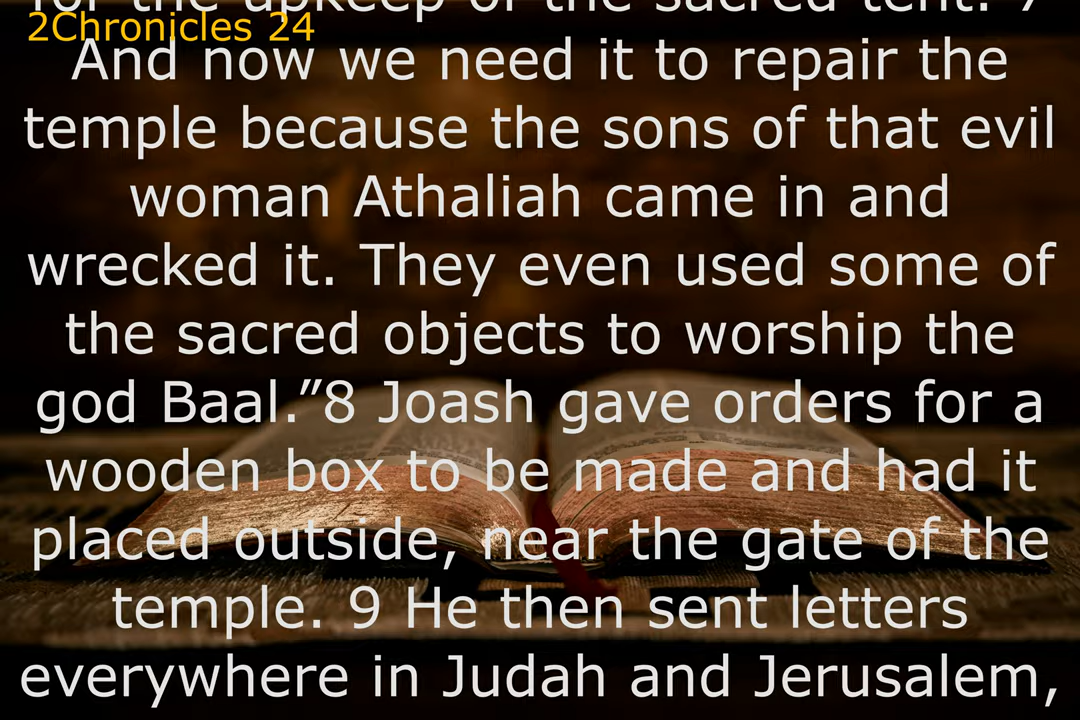 for the upkeep of the sacred tent. 7
2Chronicles 24
And now we need it to repair the
temple because the sons of that evil
woman Athaliah came in and
wrecked it. They even used some of
the sacred objects to worship the
god Baal.”8 Joash gave orders for a
wooden box to be made and had it
placed outside, near the gate of the
temple. 9 He then sent letters
everywhere in Judah and Jerusalem,